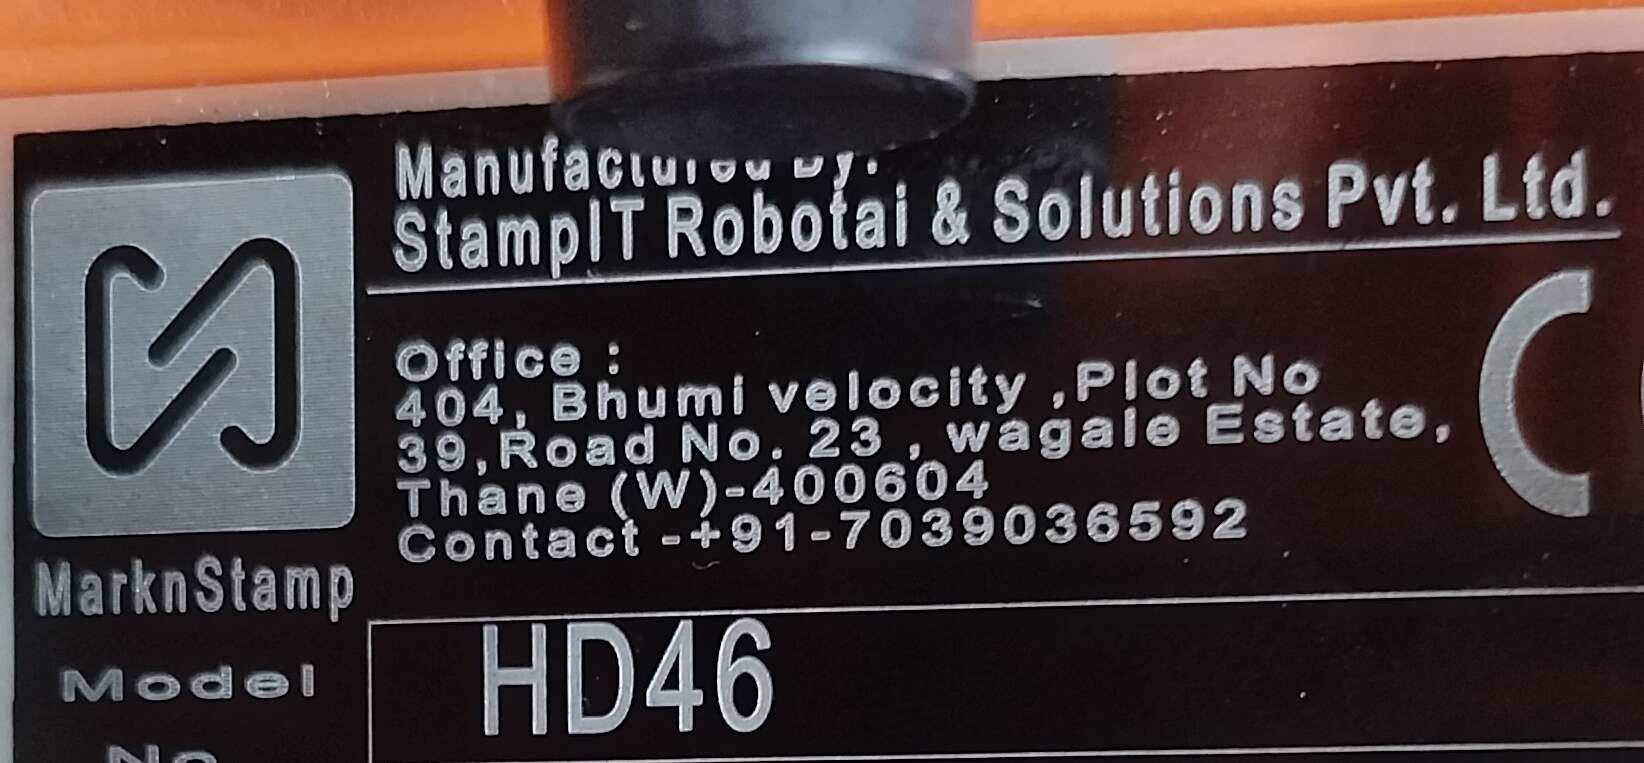 Manufactured By:
StampIT Robotai & Solutions Pvt. Ltd.
Office :
404, Bhumi velocity ,Plot No
39,Road No. 23 , wagale Estate,
Thane (W)-400604
Contact -+91-7039036592
MarknStamp
Model
HD46
No